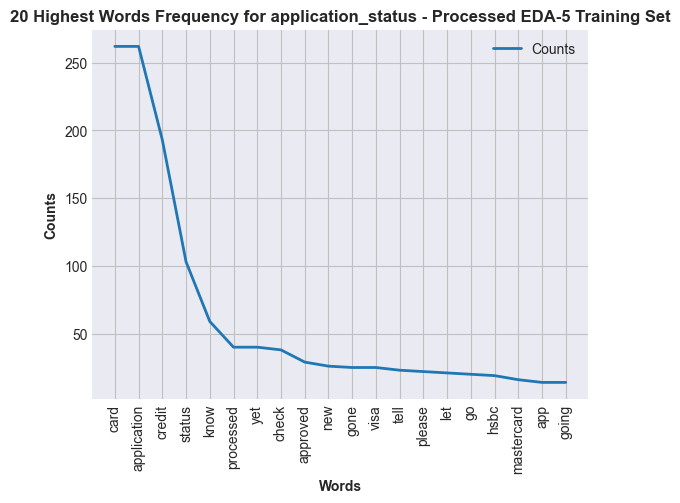 20 Highest Words Frequency for application_status - Processed EDA-5 Training Set
Counts
250
200
150
100
50
Counts
card
application
credit
status
know
processed
yet
check
approved
new
gone
visa
tell
please
let
go
hsbc
mastercard
app
going
Words